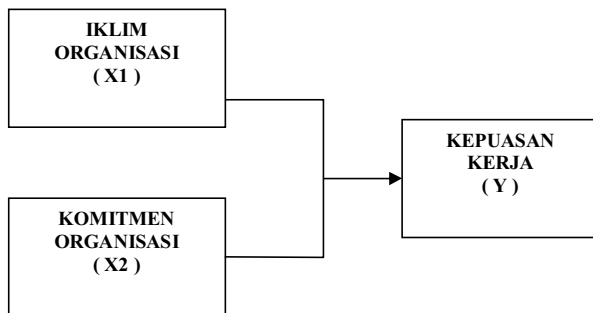 IKLIM
ORGANISASI
( X1 )
KEPUASAN
KERJA
( Y )
KOMITMEN
ORGANISASI
( X2 )